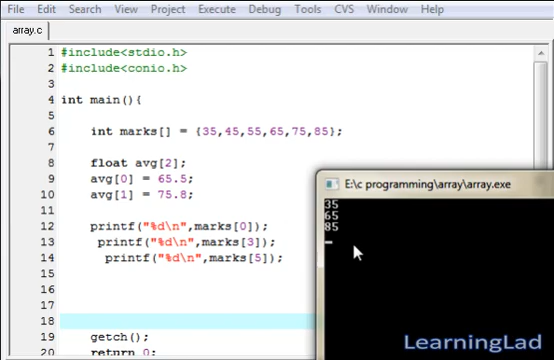 File Edit Search View Project Execute Debug Tools CVS Window Help
array.c
1 #include<stdio.h>
2 #include<conio.h>
3
4 int main(){
5
6 int marks[] = {35,45,55,65,75,85};
7
8 float avg[2];
9 avg[0] = 65.5;
10 avg[1] = 75.8;
11
12 printf("%d\n",marks[0]);
13 printf("%d\n",marks[3]);
14 printf("%d\n",marks[5]);
15
16
17
18
19 getch();
20 return 0;
E:\c programming\array\array.exe
35
65
85
LearningLad